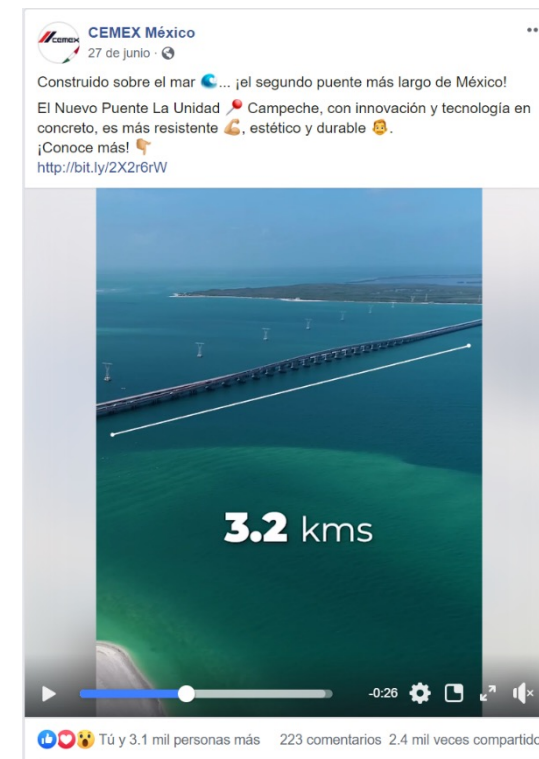 CEMEX
CEMEX México
27 de junio ·
Construido sobre el mar 🌊... ¡el segundo puente más largo de México!
El Nuevo Puente La Unidad 📍 Campeche, con innovación y tecnología en
concreto, es más resistente 💪, estético y durable 👨.
¡Conoce más! 👇
http://bit.ly/2X2r6rW
3.2 kms
-0:26
Tú y 3.1 mil personas más 223 comentarios 2.4 mil veces compartido